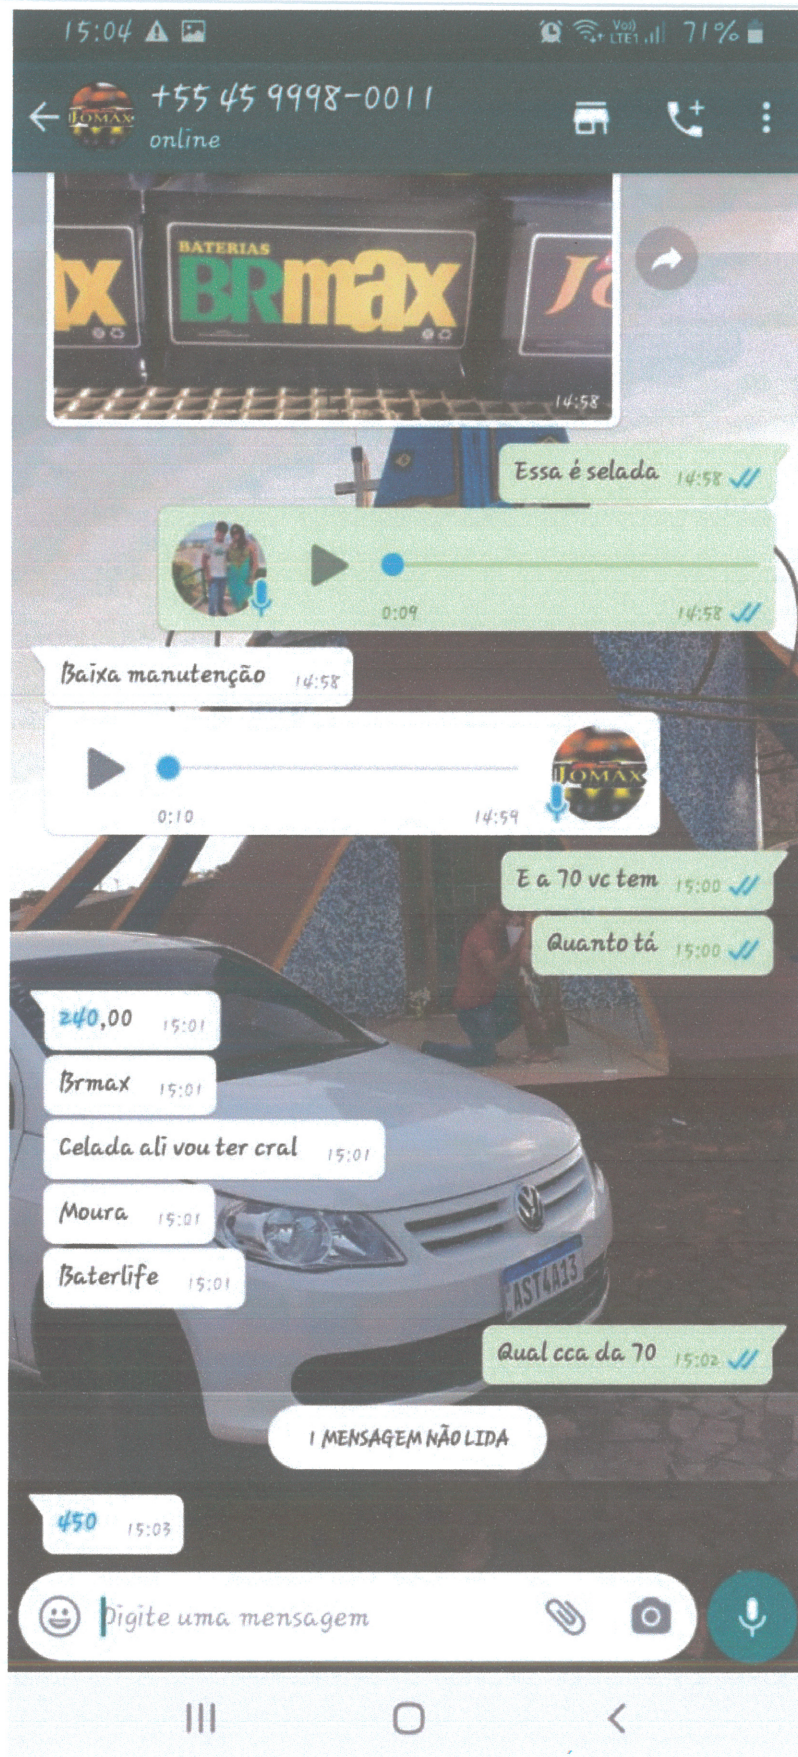 15:04 71%
+55 45 9998-0011
JOMAX
online
BATERIAS
BRmax
14:58
Essa é selada 14:58
0:09 14:58
Baixa manutenção 14:58
JOMAX
0:10 14:59
E a 70 vc tem 15:00
Quanto tá 15:00
240,00 15:01
Brmax 15:01
Celada ali vou ter cral 15:01
Moura 15:01
Baterlife 15:01
AST4A13
Qual cca da 70 15:02
1 MENSAGEM NÃO LIDA
450 15:03
Digite uma mensagem